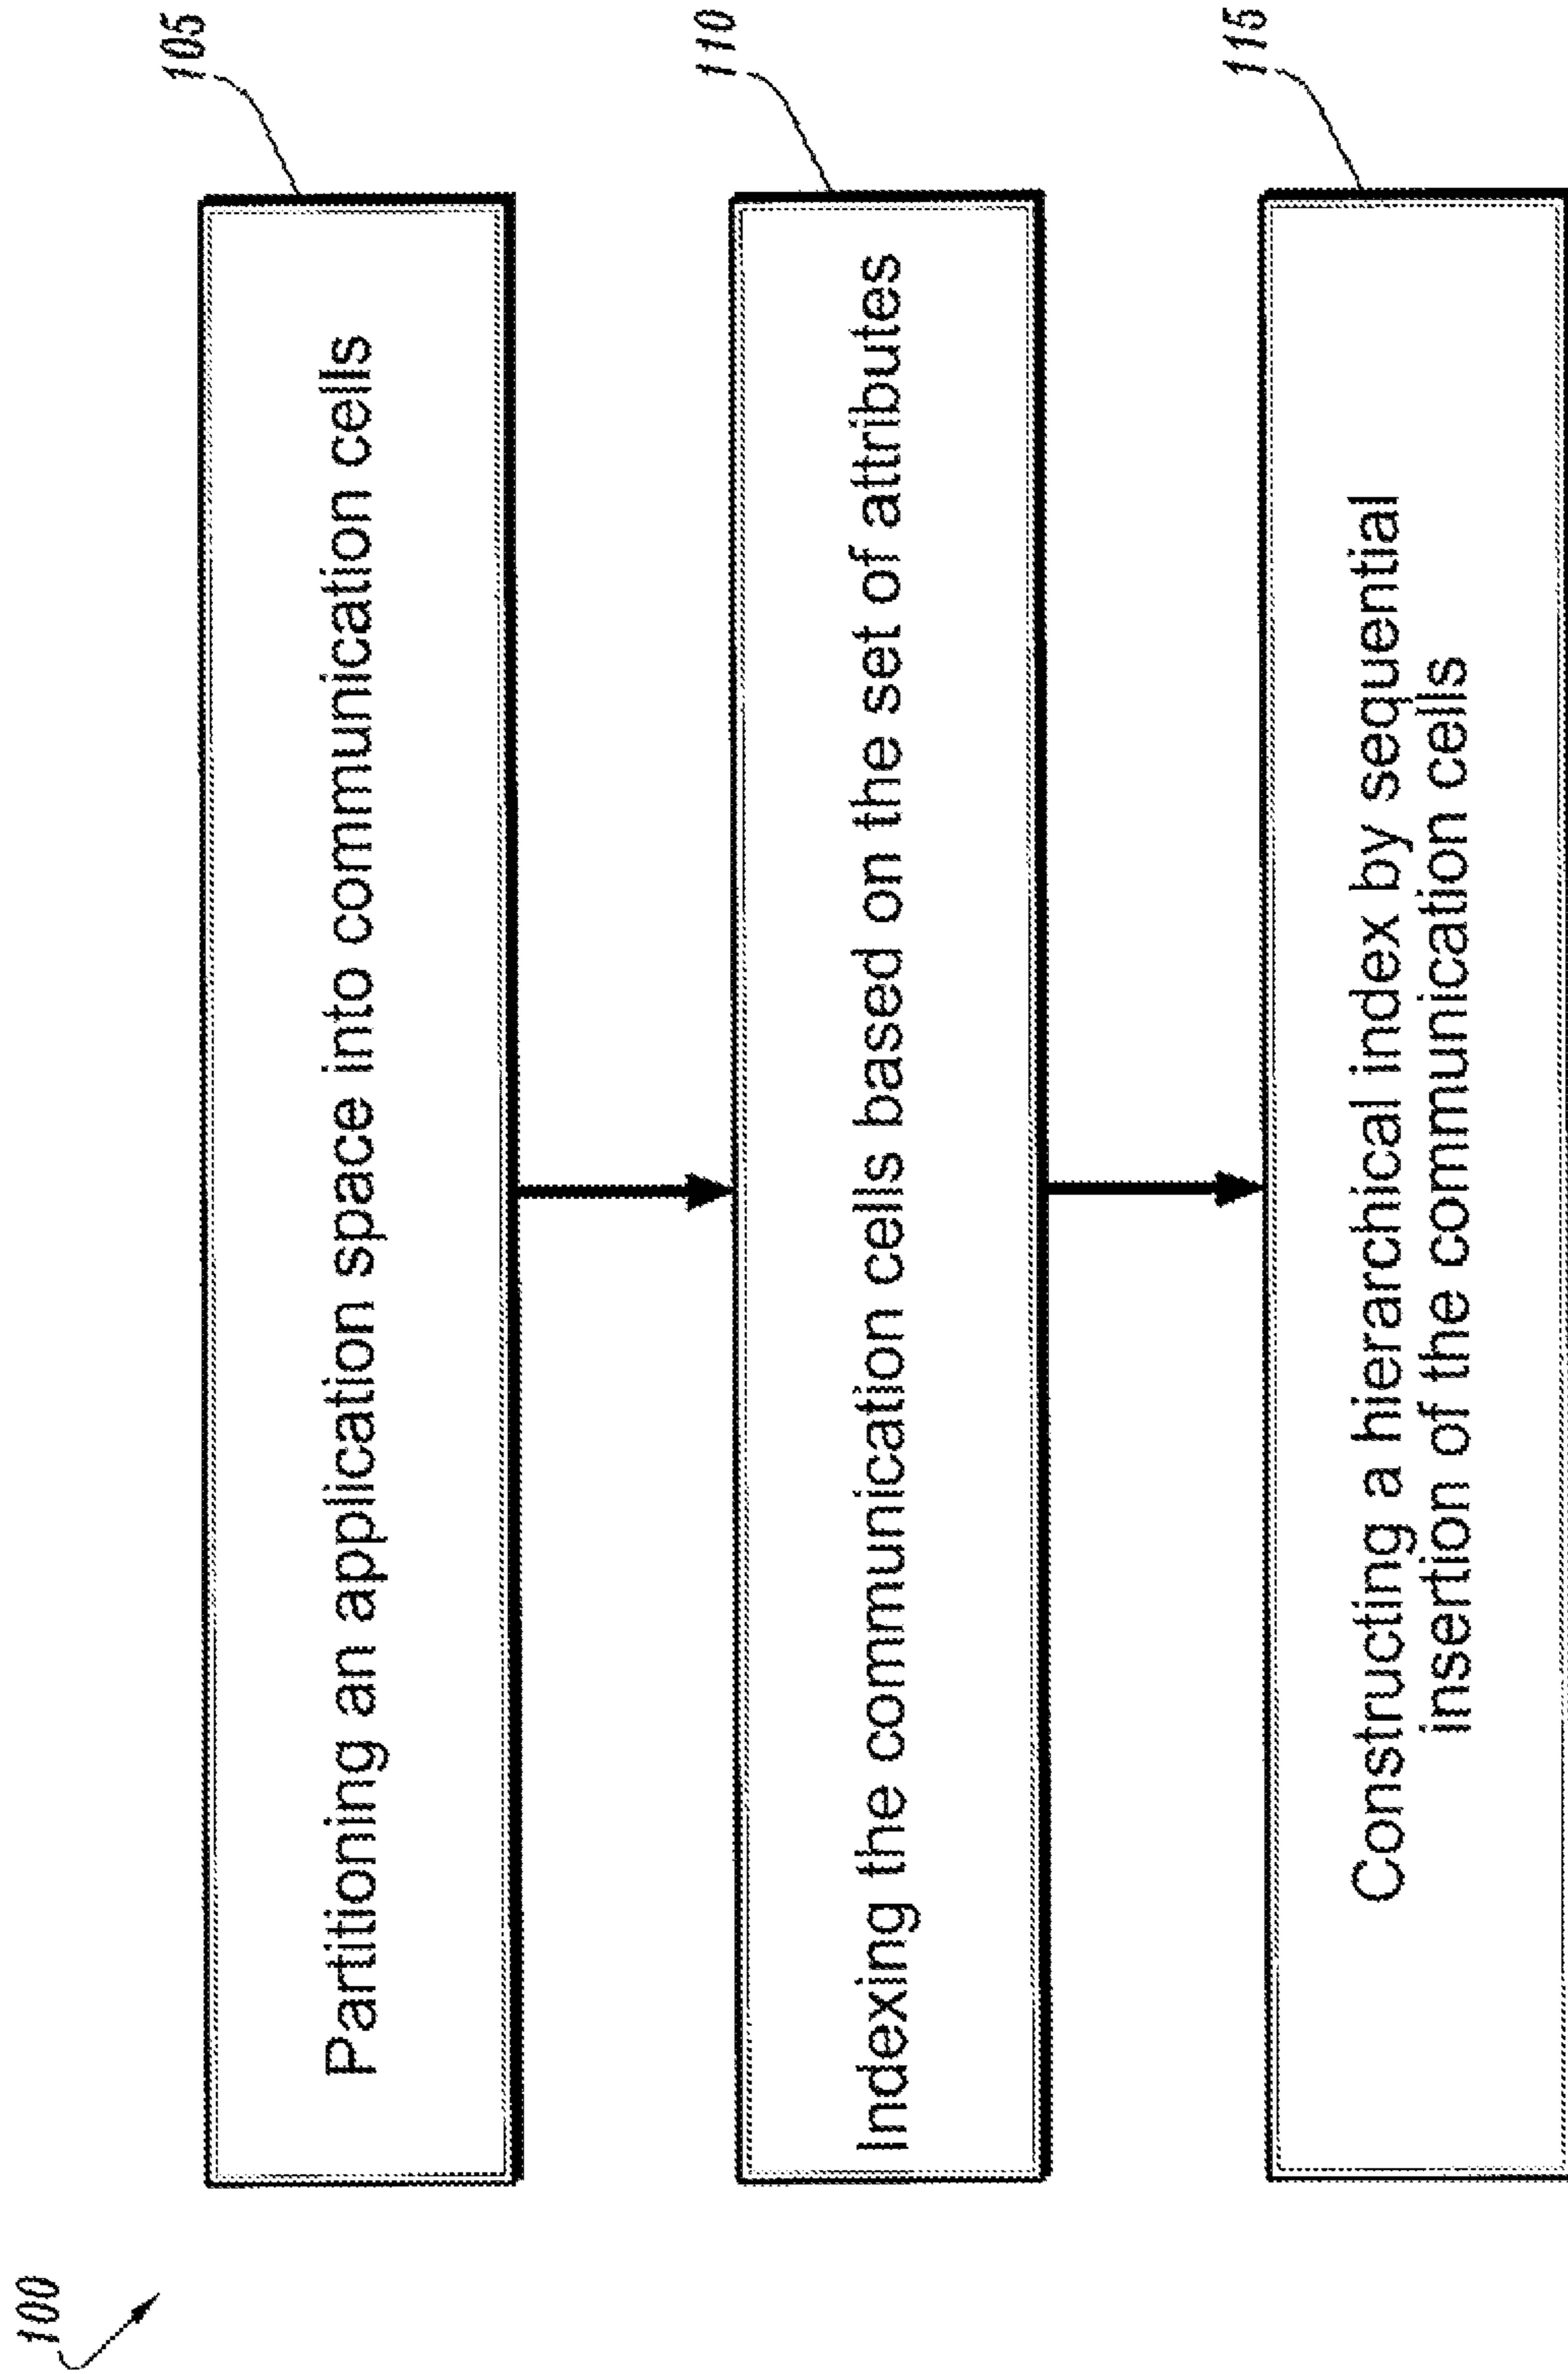 100
105
Partitioning an application space into communication cells
110
Indexing the communication cells based on the set of attributes
115
Constructing a hierarchical index by sequential
insertion of the communication cells